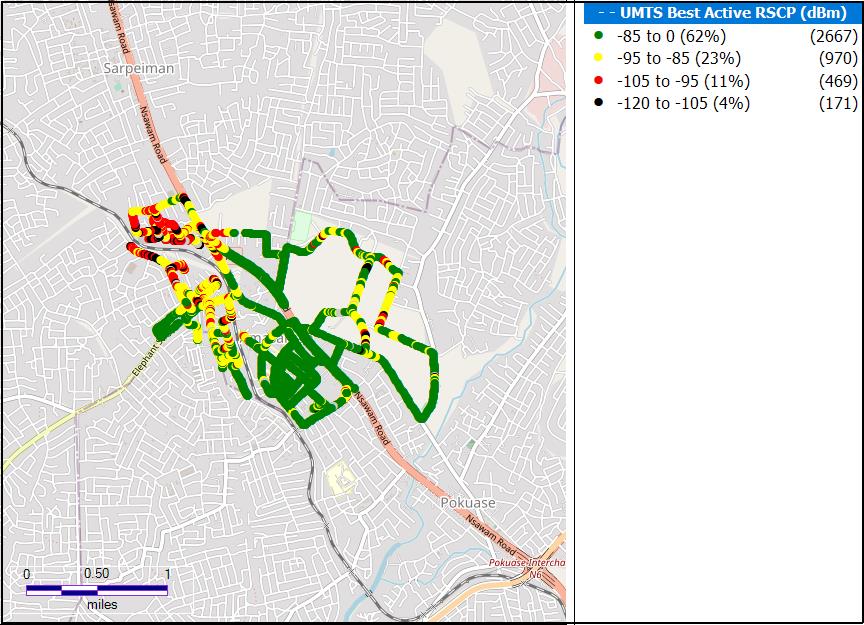 Nsawam Road
Sarpeiman
Nsawam Road
Elephant
Nsawam Road
Pokuase
Nsawam Road
Pokuase Intercha
N6
0 0.50 1
miles
- - UMTS Best Active RSCP (dBm)
-85 to 0 (62%) (2667)
-95 to -85 (23%) (970)
-105 to -95 (11%) (469)
-120 to -105 (4%) (171)